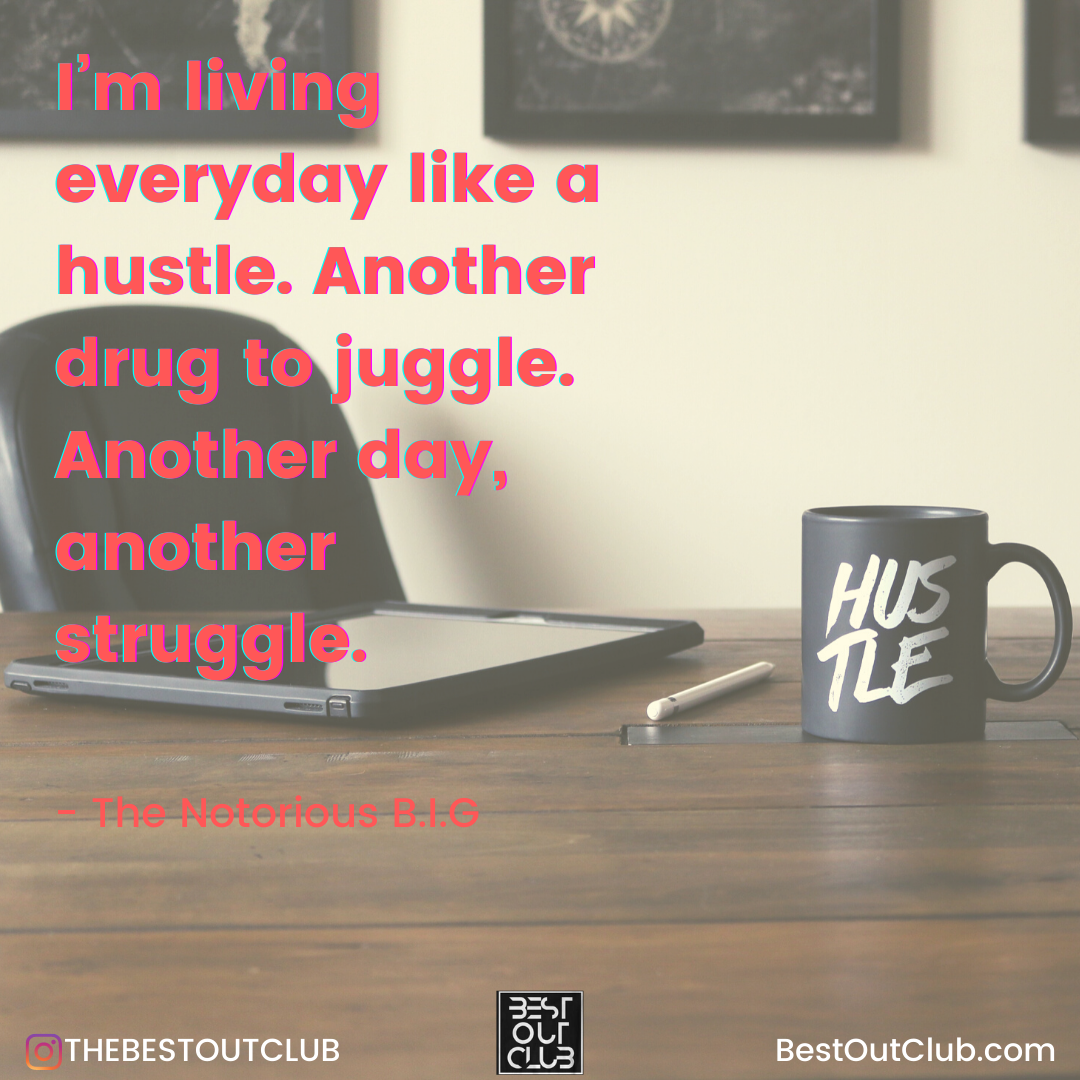 I’m living
everyday like a
hustle. Another
drug to juggle.
Another day,
another
struggle.
HUS
TLE
- The Notorious B.I.G
BEST
OUT
CLUB
THEBESTOUTCLUB
BestOutClub.com